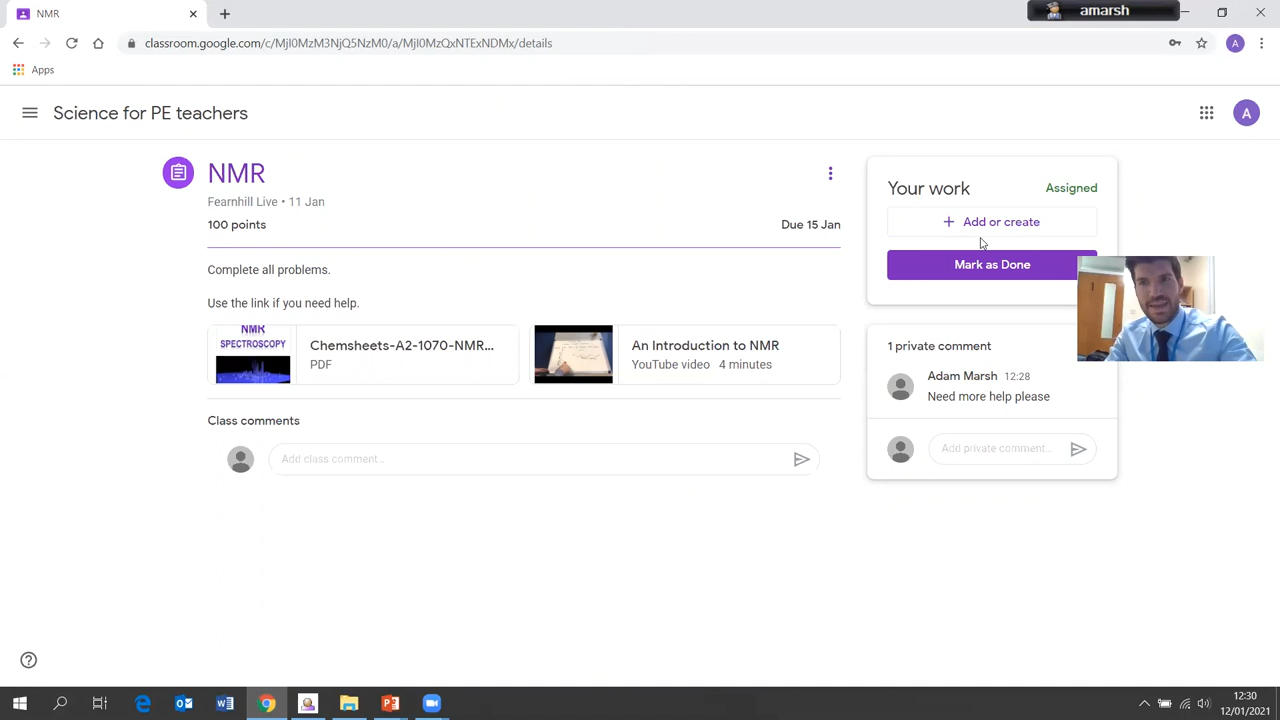 NMR
amarsh
classroom.google.com/c/MjI0MzM3NjQ5NzM0/a/MjI0MzQxNTExNDMx/details
A
Apps
Science for PE teachers
A
NMR
Fearnhill Live • 11 Jan
100 points
Due 15 Jan
Complete all problems.
Use the link if you need help.
NMR
SPECTROSCOPY
Chemsheets-A2-1070-NMR...
PDF
An Introduction to NMR
YouTube video 4 minutes
Class comments
Add class comment...
Your work
Assigned
+ Add or create
Mark as Done
1 private comment
Adam Marsh 12:28
Need more help please
Add private comment...
12:30
12/01/2021